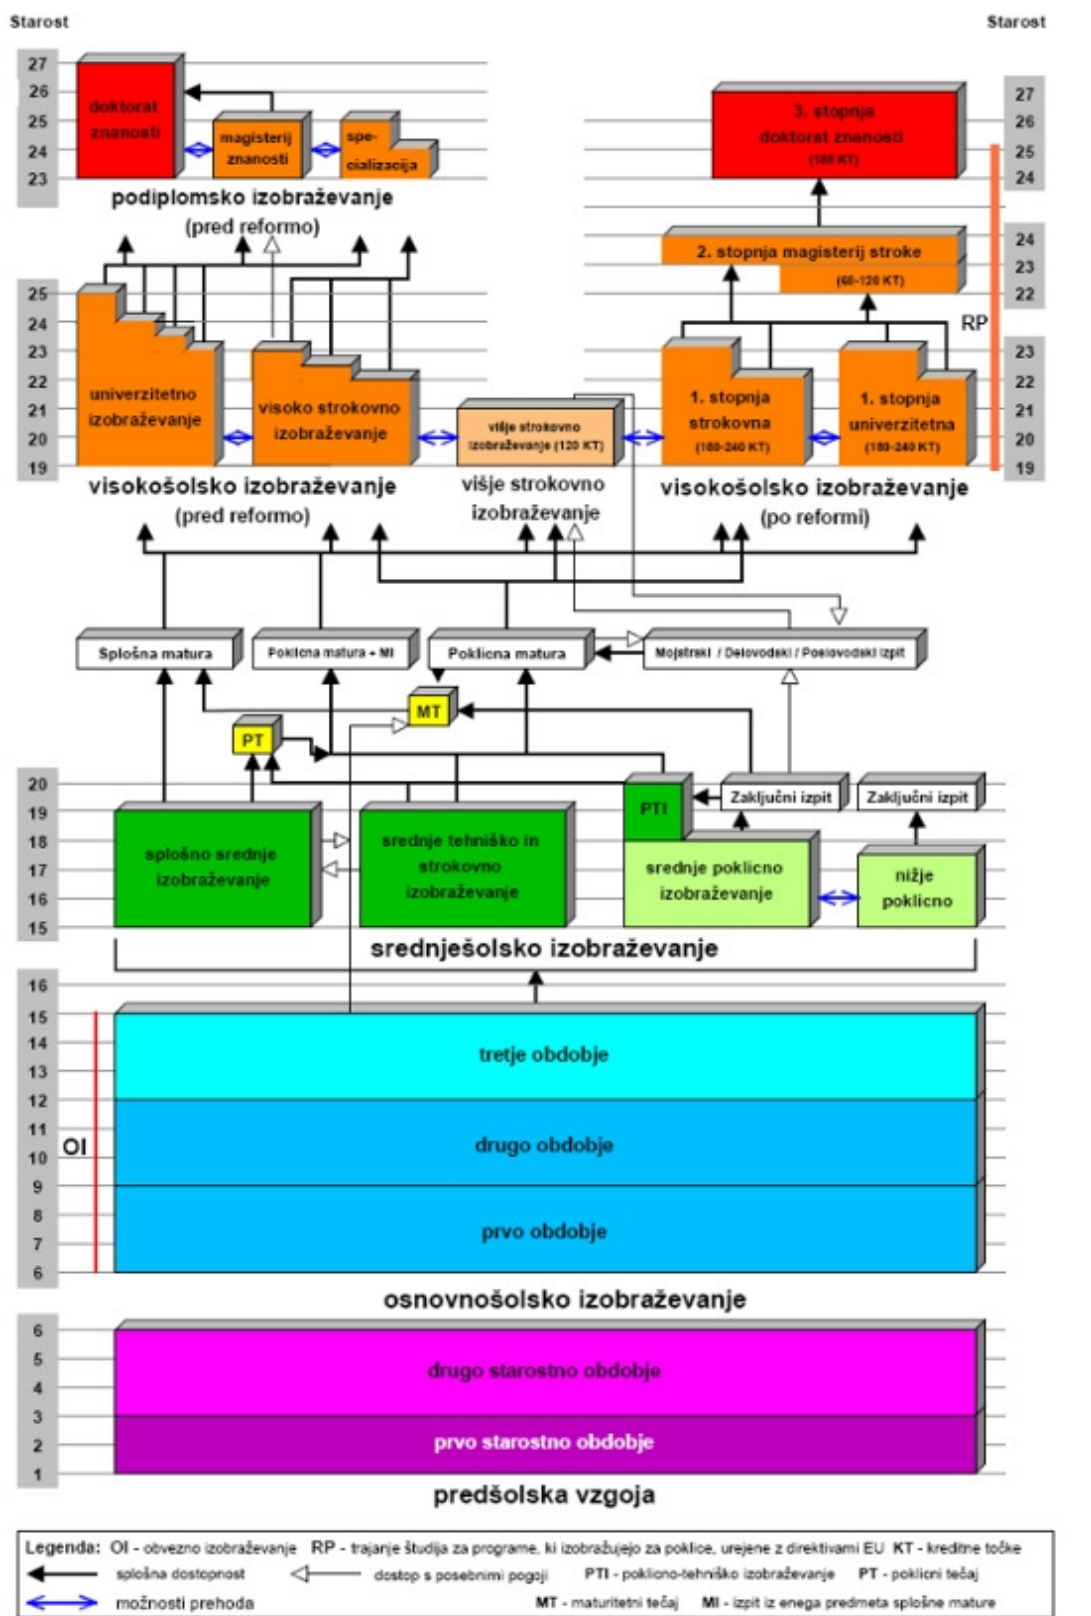 Starost
Starost
27
26
25
24
23
doktorat
znanosti
magisterij
znanosti
spe-
cializacija
podiplomsko izobraževanje
(pred reformo)
27
26
25
24
3. stopnja
doktorat znanosti
(180 KT)
24
23
22
2. stopnja magisterij stroke
(60-120 KT)
RP
25
24
23
22
21
20
19
univerzitetno
izobraževanje
visoko strokovno
izobraževanje
višje strokovno
izobraževanje (120 KT)
1. stopnja
strokovna
(180-240 KT)
1. stopnja
univerzitetna
(180-240 KT)
23
22
21
20
19
visokošolsko izobraževanje
(pred reformo)
višje strokovno
izobraževanje
visokošolsko izobraževanje
(po reformi)
Splošna matura
Poklicna matura + MI
Poklicna matura
Mojstrski / Delovodski / Poslovodski izpit
MT
PT
20
19
18
17
16
15
splošno srednje
izobraževanje
srednje tehniško in
strokovno
izobraževanje
PTI
Zaključni izpit
Zaključni izpit
srednje poklicno
izobraževanje
nižje
poklicno
srednješolsko izobraževanje
16
15
14
13
12
11
10
9
8
7
6
OI
tretje obdobje
drugo obdobje
prvo obdobje
osnovnošolsko izobraževanje
6
5
4
3
2
1
drugo starostno obdobje
prvo starostno obdobje
predšolska vzgoja
Legenda: OI - obvezno izobraževanje RP - trajanje študija za programe, ki izobražujejo za poklice, urejene z direktivami EU KT - kreditne točke
splošna dostopnost dostop s posebnimi pogoji PTI - poklicno-tehniško izobraževanje PT - poklicni tečaj
možnosti prehoda MT - maturitetni tečaj MI - izpit iz enega predmeta splošne mature